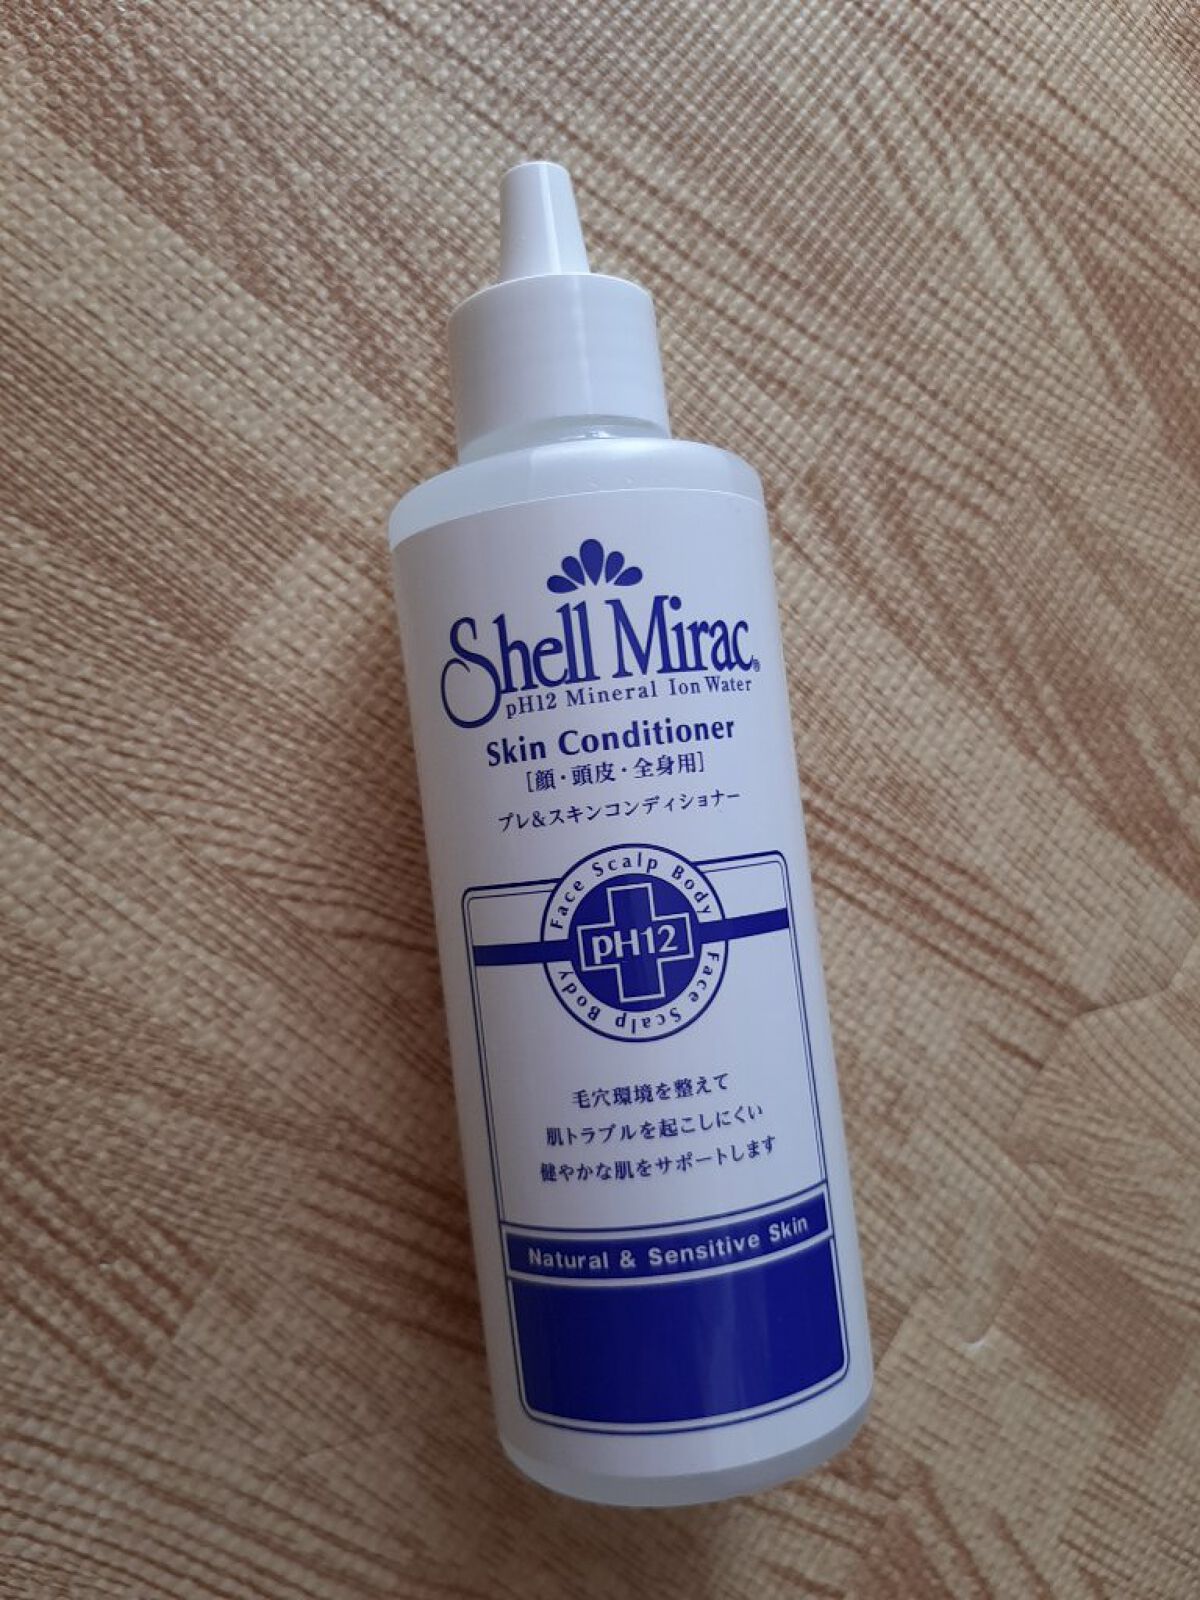 Shell Mirac®
pH12 Mineral Ion Water
Skin Conditioner
[顔・頭皮・全身用]
プレ&スキンコンディショナー
Face Scalp Body
pH12
Face Scalp Body
毛穴環境を整えて
肌トラブルを起こしにくい
健やかな肌をサポートします
Natural & Sensitive Skin